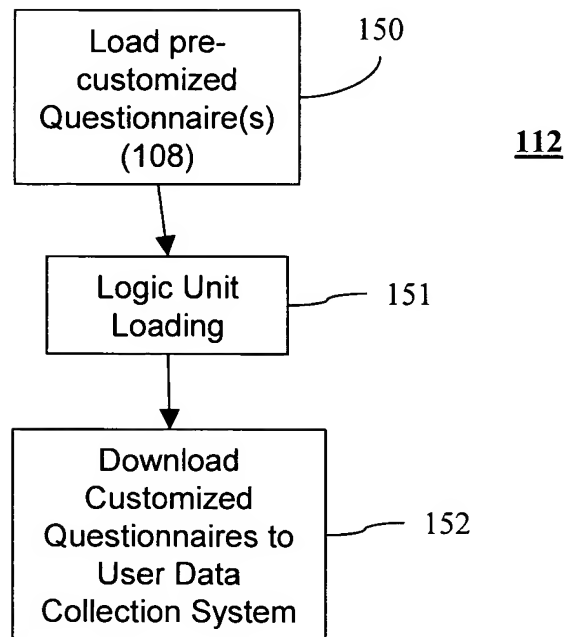 Load pre-
customized
Questionnaire(s)
(108)
150
112
Logic Unit
Loading
151
Download
Customized
Questionnaires to
User Data
Collection System
152